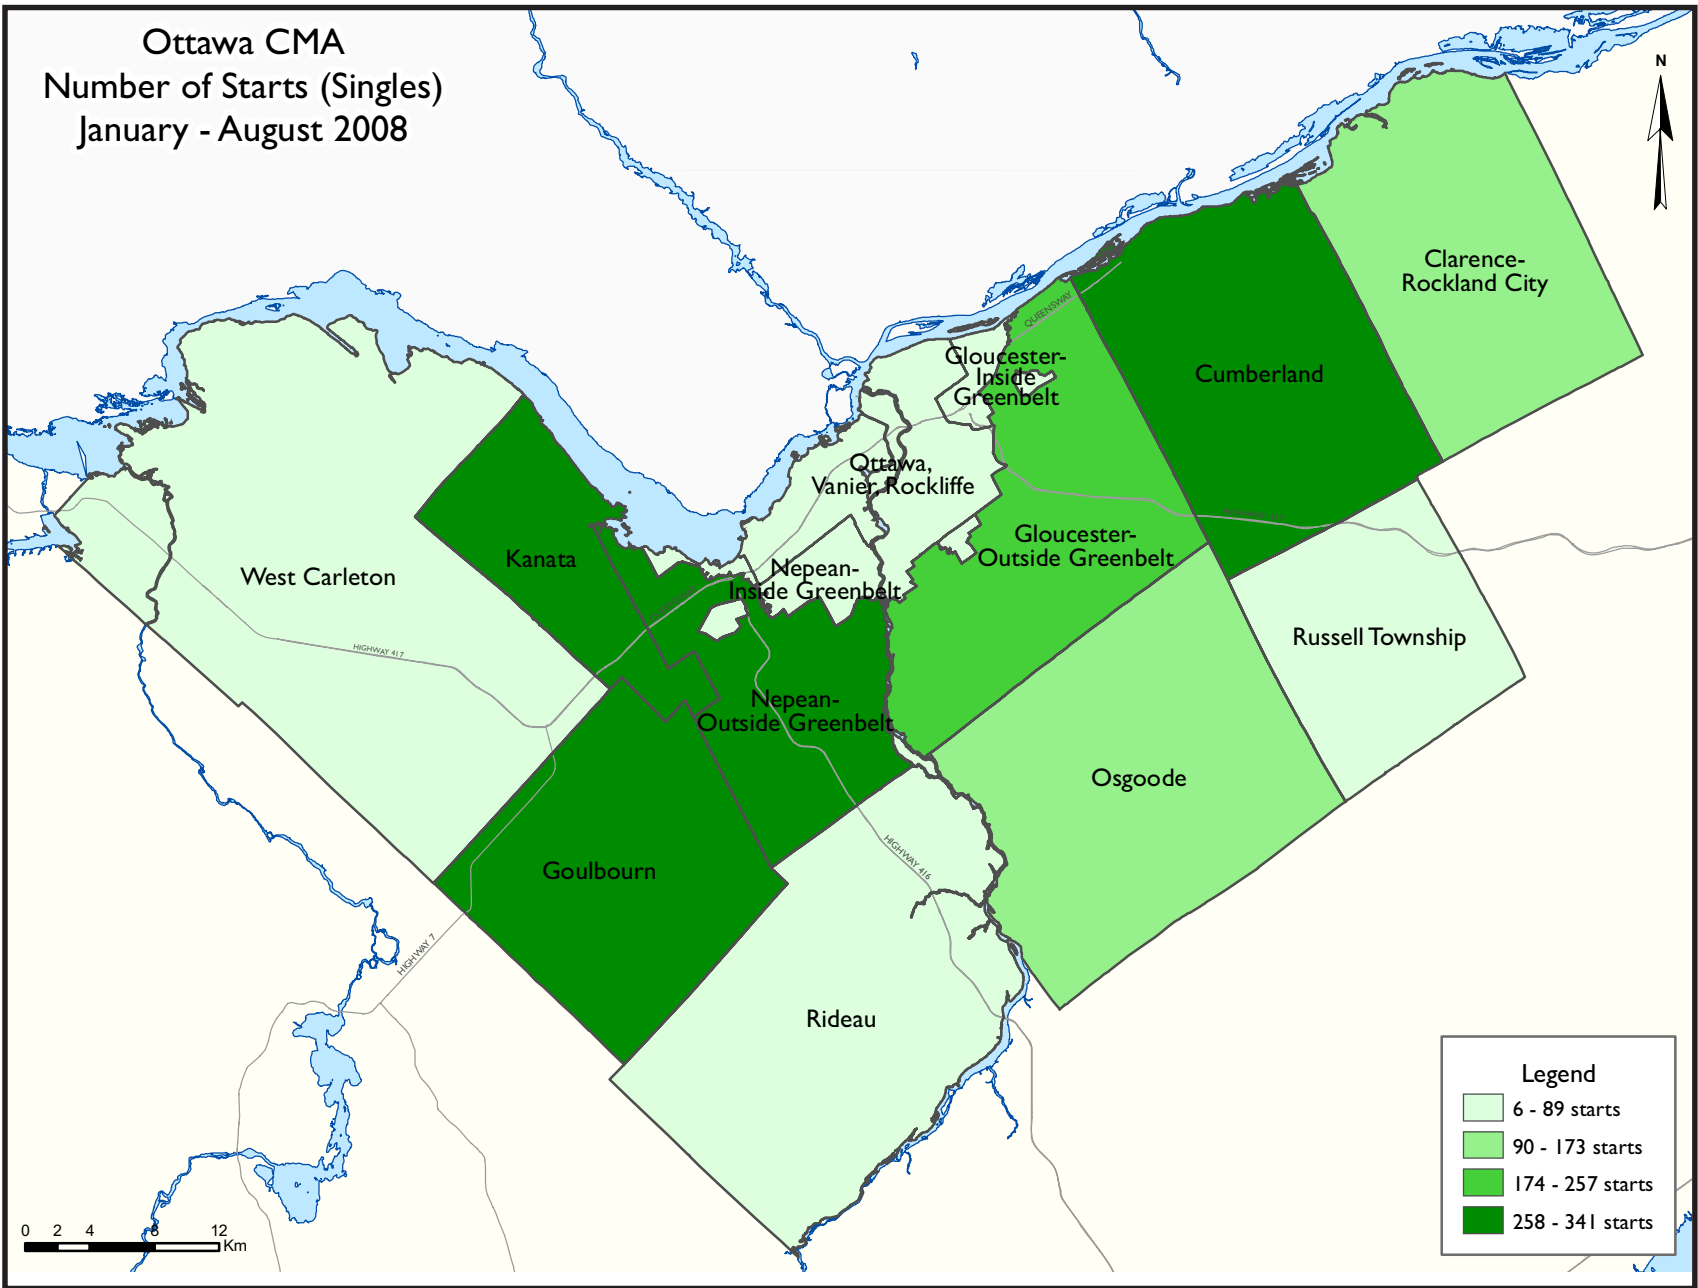 Ottawa CMA
Number of Starts (Singles)
January - August 2008
N
Clarence-
Rockland City
QUEENSWAY
Gloucester-
Inside
Greenbelt
Cumberland
Ottawa,
Vanier, Rockliffe
Gloucester-
Outside Greenbelt
Kanata
West Carleton
Nepean-
Inside Greenbelt
Russell Township
HIGHWAY 417
Nepean-
Outside Greenbelt
Osgoode
Goulbourn
HIGHWAY 416
HIGHWAY 7
Rideau
Legend
6 - 89 starts
90 - 173 starts
174 - 257 starts
258 - 341 starts
0 2 4 8 12
Km